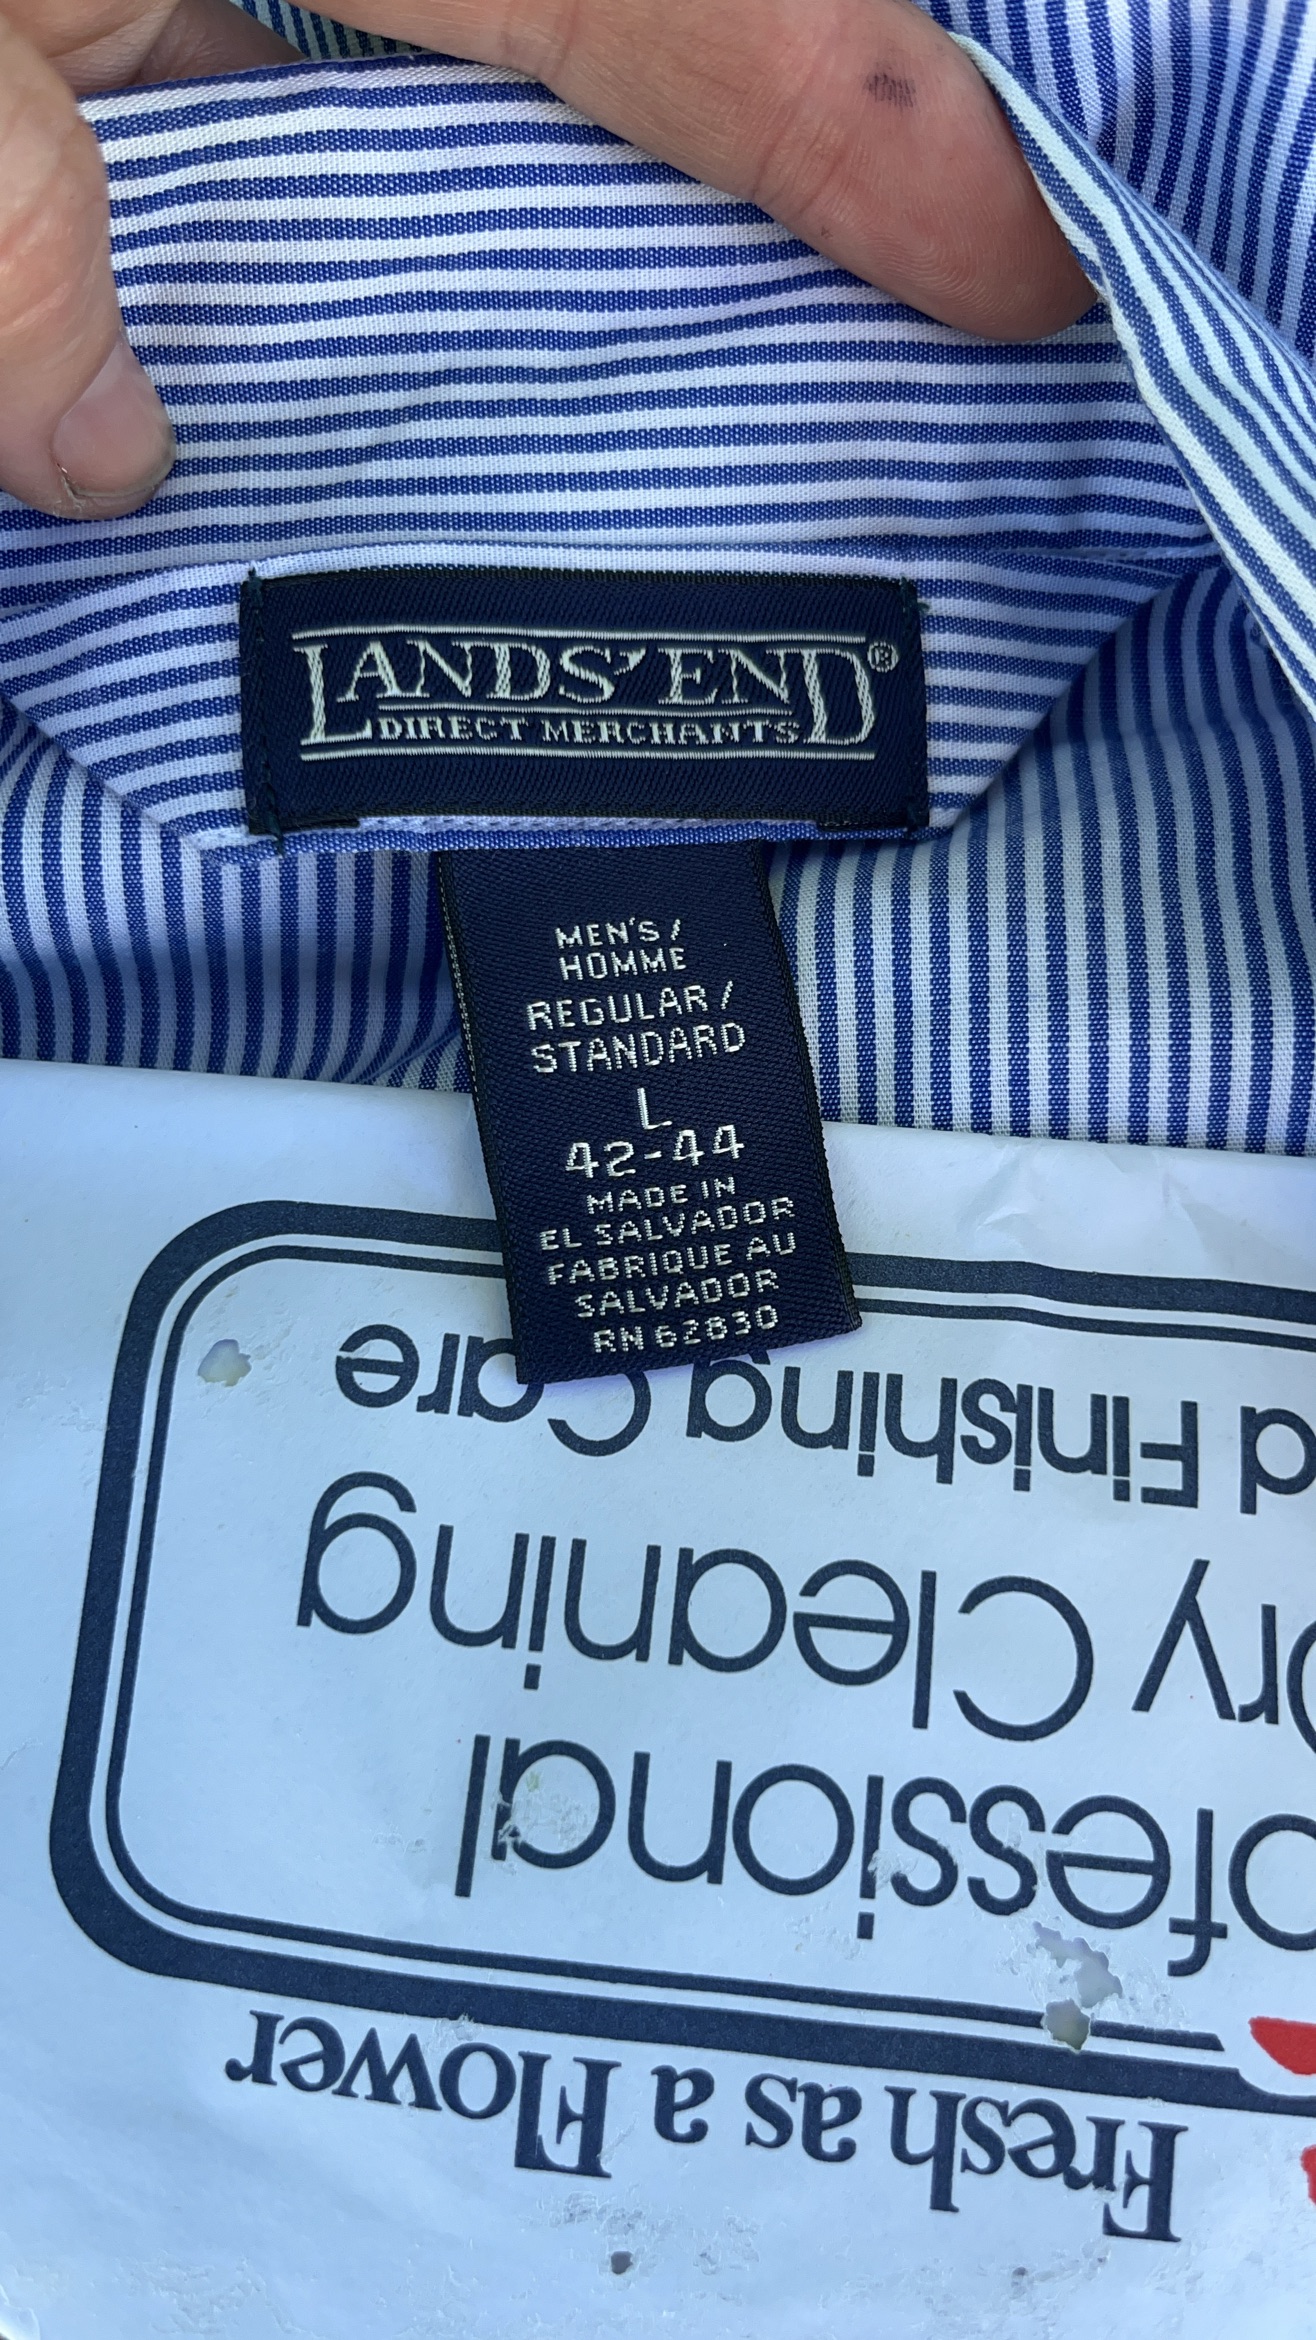 LANDS' END®
DIRECT MERCHANTS
MEN'S /
HOMME
REGULAR /
STANDARD
L
42-44
MADE IN
EL SALVADOR
FABRIQUE AU
SALVADOR
RN 62830
Fresh as a Flower
ofessional
Dry Cleaning
d Finishing Care